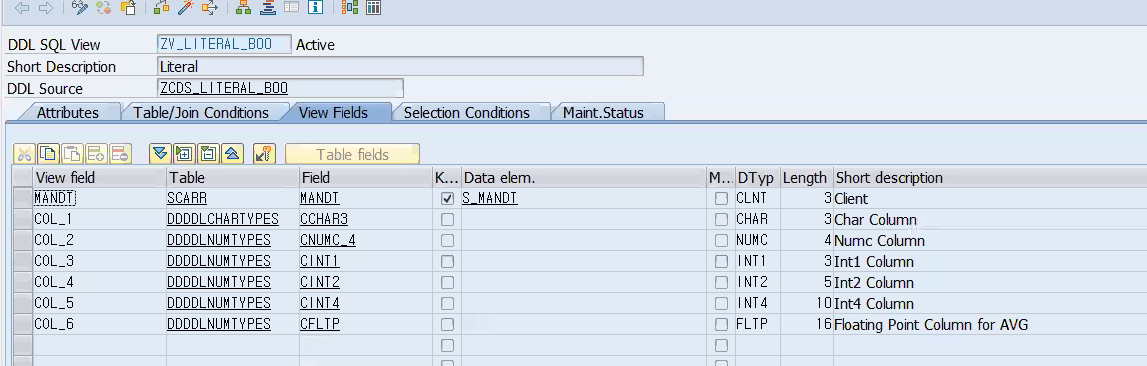 DDL SQL View ZV_LITERAL_BOO Active
Short Description Literal
DDL Source ZCDS_LITERAL_BOO
Attributes Table/Join Conditions View Fields Selection Conditions Maint.Status
Table fields
View field Table Field K... Data elem. M... DTyp Length Short description
MANDT SCARR MANDT S_MANDT CLNT 3 Client
COL_1 DDDDLCHARTYPES CCHAR3 CHAR 3 Char Column
COL_2 DDDDLNUMTYPES CNUMC_4 NUMC 4 Numc Column
COL_3 DDDDLNUMTYPES CINT1 INT1 3 Int1 Column
COL_4 DDDDLNUMTYPES CINT2 INT2 5 Int2 Column
COL_5 DDDDLNUMTYPES CINT4 INT4 10 Int4 Column
COL_6 DDDDLNUMTYPES CFLTP FLTP 16 Floating Point Column for AVG